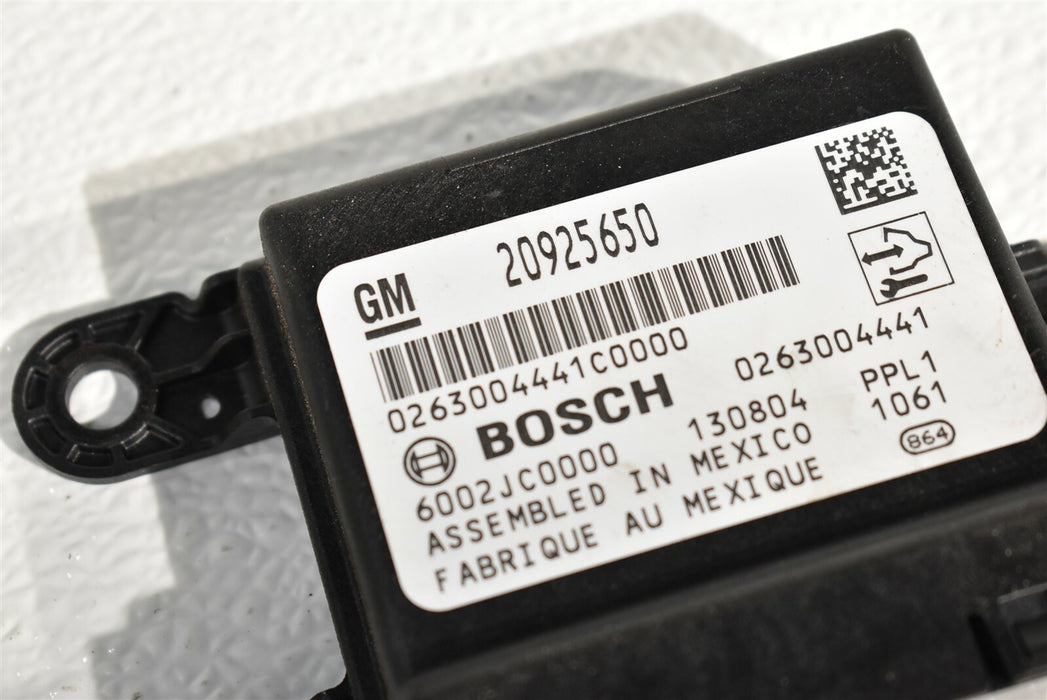 GM 20925650
0263004441C0000
BOSCH 0263004441
6002JC0000 130804 PPL1
ASSEMBLED IN MEXICO 1061
FABRIQUE AU MEXIQUE 864